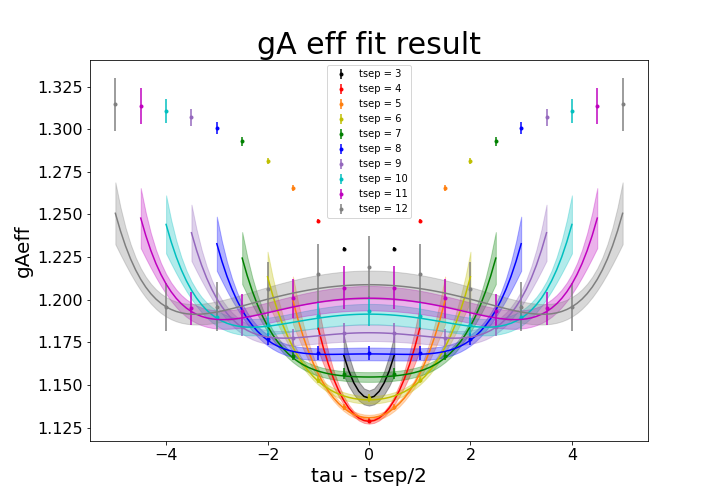 gA eff fit result
gAeff
1.325
1.300
1.275
1.250
1.225
1.200
1.175
1.150
1.125
tsep = 3
tsep = 4
tsep = 5
tsep = 6
tsep = 7
tsep = 8
tsep = 9
tsep = 10
tsep = 11
tsep = 12
−4 −2 0 2 4
tau - tsep/2